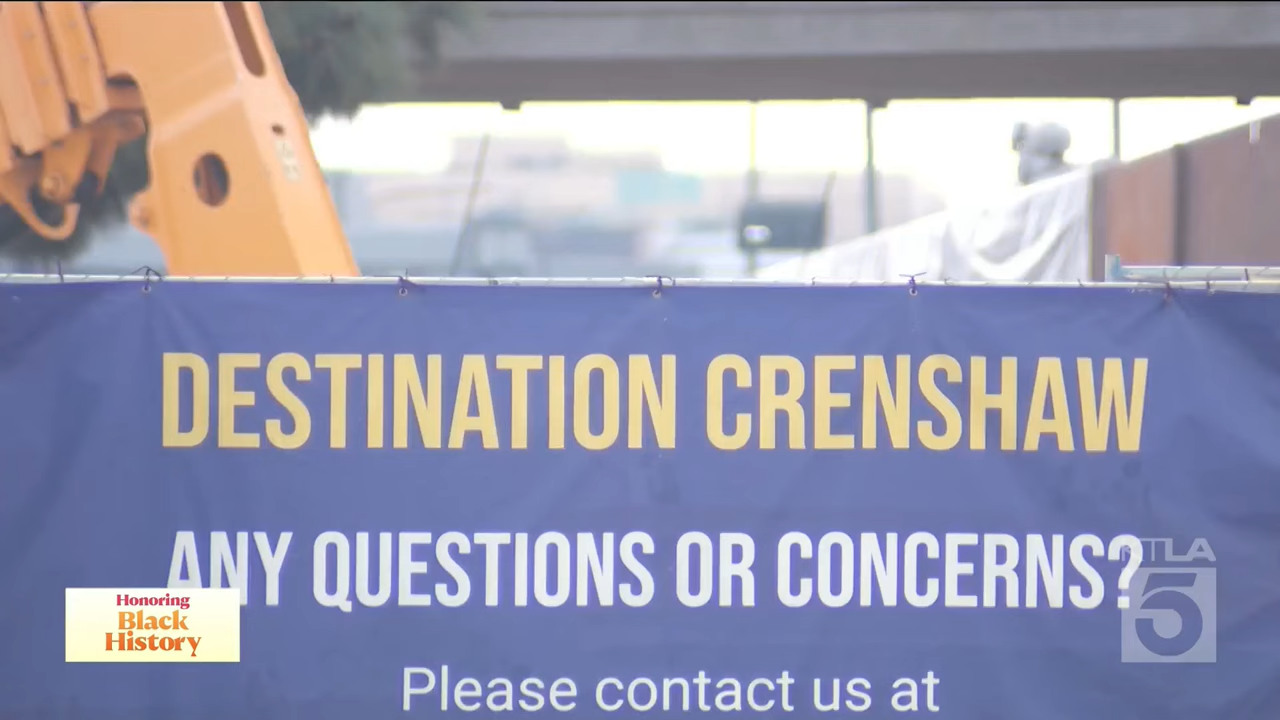 DESTINATION CRENSHAW
ANY QUESTIONS OR CONCERNS?
KTLA
5
Honoring
Black
History
Please contact us at